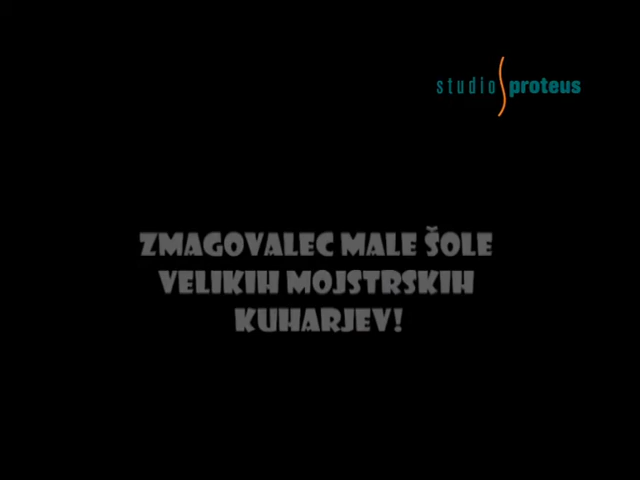 studio proteus
ZMAGOVALEC MALE ŠOLE
VELIKIH MOJSTRSKIH
KUHARJEV!